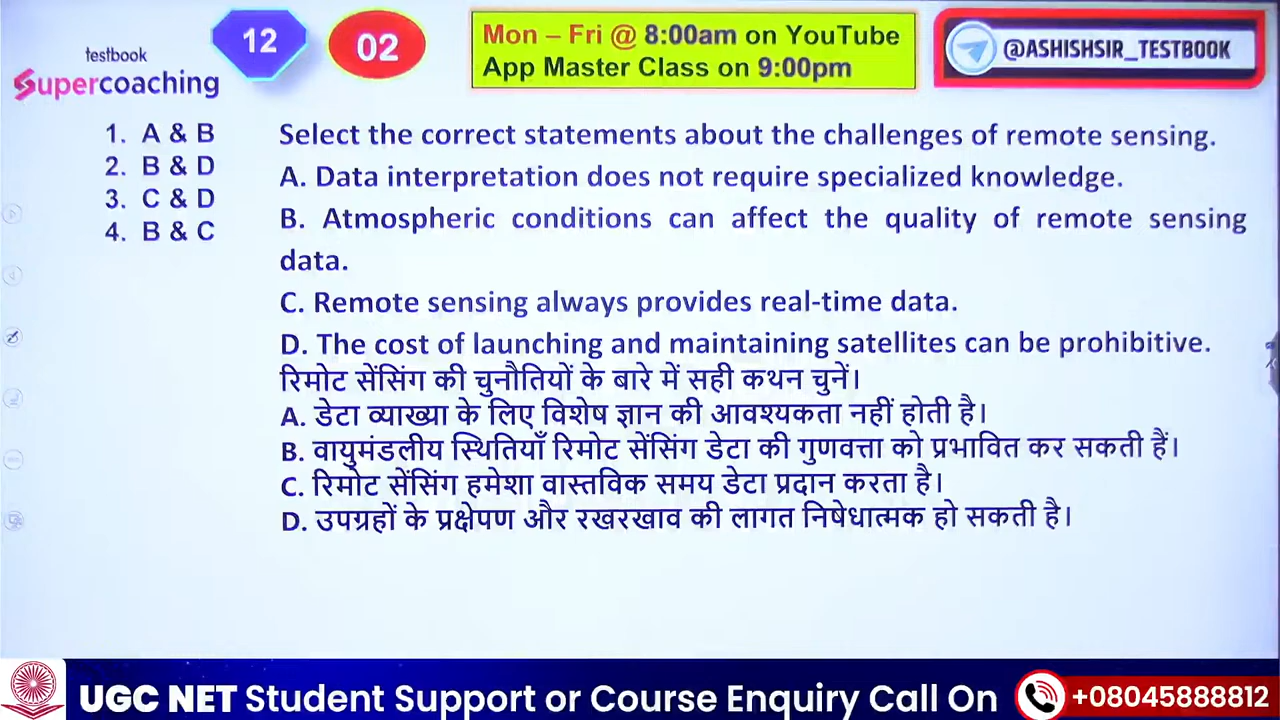 testbook
Supercoaching
12
02
Mon – Fri @ 8:00am on YouTube
App Master Class on 9:00pm
@ASHISHSIR_TESTBOOK
1. A & B
2. B & D
3. C & D
4. B & C
Select the correct statements about the challenges of remote sensing.
A. Data interpretation does not require specialized knowledge.
B. Atmospheric conditions can affect the quality of remote sensing
data.
C. Remote sensing always provides real-time data.
D. The cost of launching and maintaining satellites can be prohibitive.
रिमोट सेंसिंग की चुनौतियों के बारे में सही कथन चुनें।
A. डेटा व्याख्या के लिए विशेष ज्ञान की आवश्यकता नहीं होती है।
B. वायुमंडलीय स्थितियाँ रिमोट सेंसिंग डेटा की गुणवत्ता को प्रभावित कर सकती हैं।
C. रिमोट सेंसिंग हमेशा वास्तविक समय डेटा प्रदान करता है।
D. उपग्रहों के प्रक्षेपण और रखरखाव की लागत निषेधात्मक हो सकती है।
UGC NET Student Support or Course Enquiry Call On
+08045888812